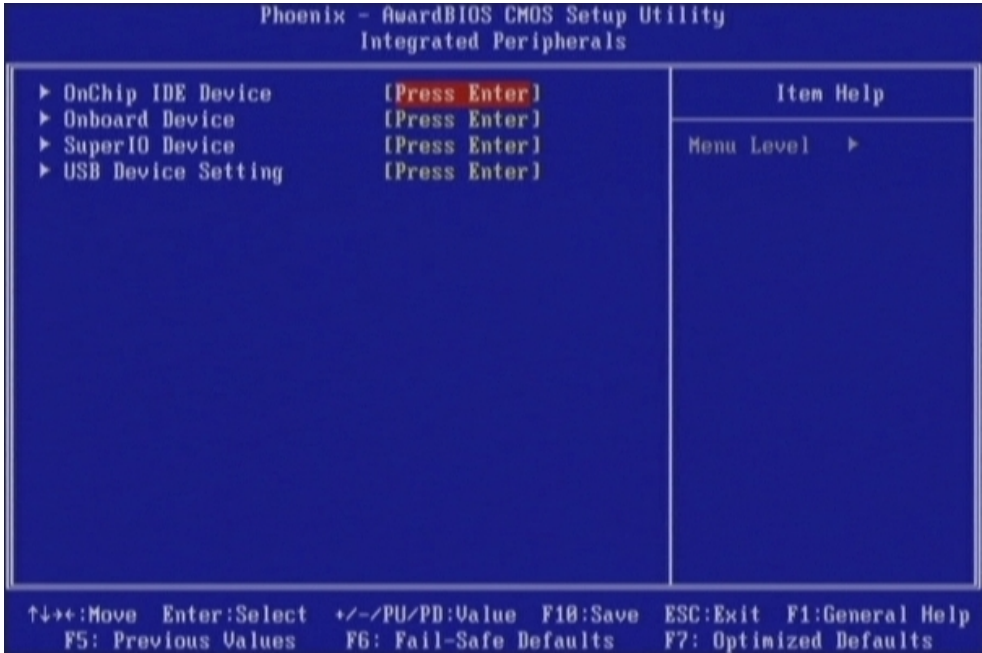 Phoenix - AwardBIOS CMOS Setup Utility
Integrated Peripherals
▶ OnChip IDE Device [Press Enter]
▶ Onboard Device [Press Enter]
▶ SuperIO Device [Press Enter]
▶ USB Device Setting [Press Enter]
Item Help
Menu Level ▶
↑↓→←:Move Enter:Select +/-/PU/PD:Value F10:Save ESC:Exit F1:General Help
F5: Previous Values F6: Fail-Safe Defaults F7: Optimized Defaults